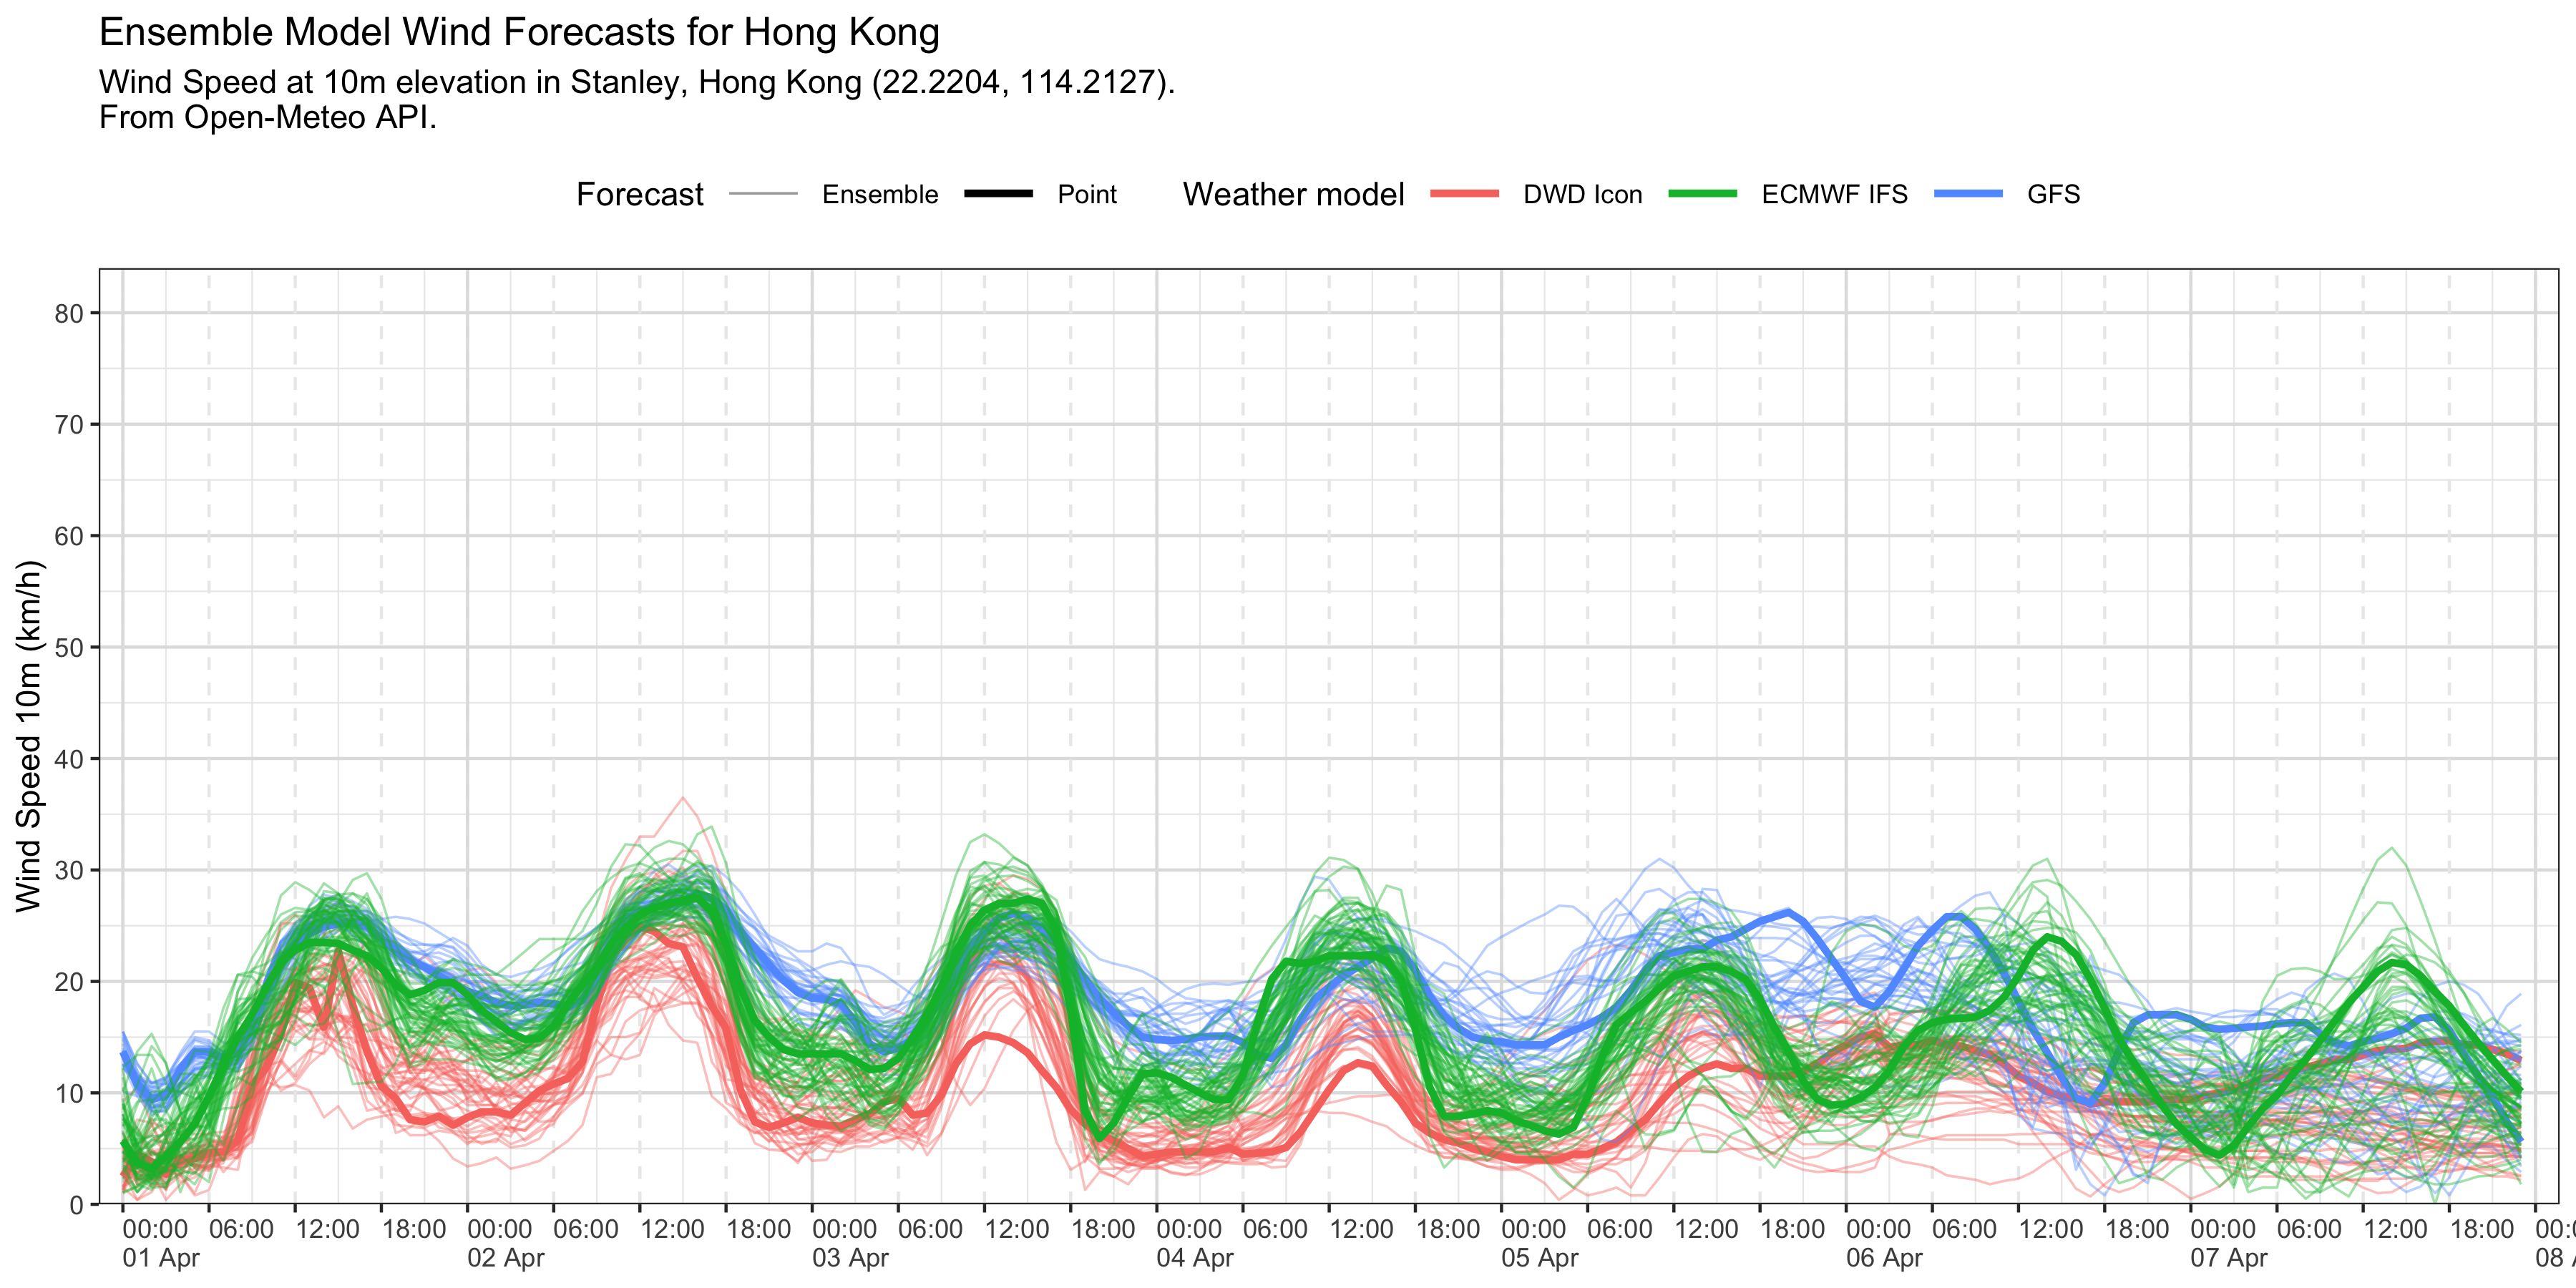 Ensemble Model Wind Forecasts for Hong Kong
Wind Speed at 10m elevation in Stanley, Hong Kong (22.2204, 114.2127).
From Open-Meteo API.
Forecast Ensemble Point Weather model DWD Icon ECMWF IFS GFS
Wind Speed 10m (km/h)
80
70
60
50
40
30
20
10
0
00:00 06:00 12:00 18:00 00:00 06:00 12:00 18:00 00:00 06:00 12:00 18:00 00:00 06:00 12:00 18:00 00:00 06:00 12:00 18:00 00:00 06:00 12:00 18:00 00:00 06:00 12:00 18:00 00:0
01 Apr 02 Apr 03 Apr 04 Apr 05 Apr 06 Apr 07 Apr 08